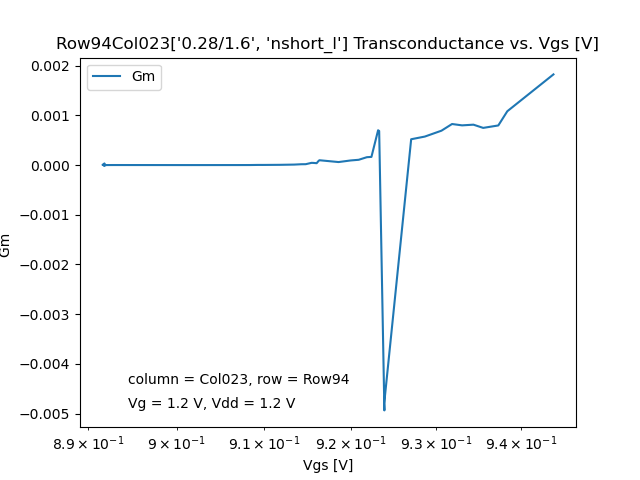 Row94Col023['0.28/1.6', 'nshort_l'] Transconductance vs. Vgs [V]
Gm
0.002
0.001
0.000
−0.001
−0.002
−0.003
−0.004
−0.005
Gm
column = Col023, row = Row94
Vg = 1.2 V, Vdd = 1.2 V
8.9 × 10⁻¹ 9 × 10⁻¹ 9.1 × 10⁻¹ 9.2 × 10⁻¹ 9.3 × 10⁻¹ 9.4 × 10⁻¹
Vgs [V]